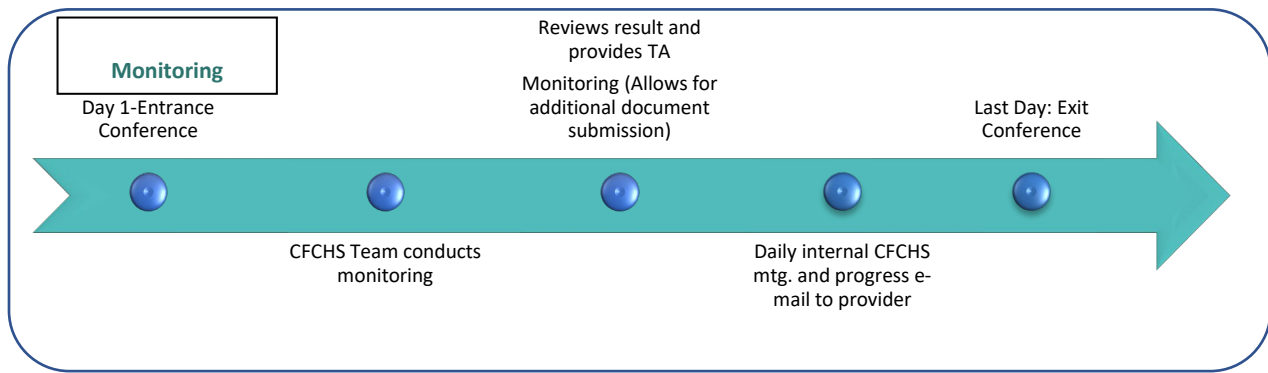 Monitoring
Day 1-Entrance
Conference
CFCHS Team conducts
monitoring
Reviews result and
provides TA
Monitoring (Allows for
additional document
submission)
Daily internal CFCHS
mtg. and progress e-
mail to provider
Last Day: Exit
Conference